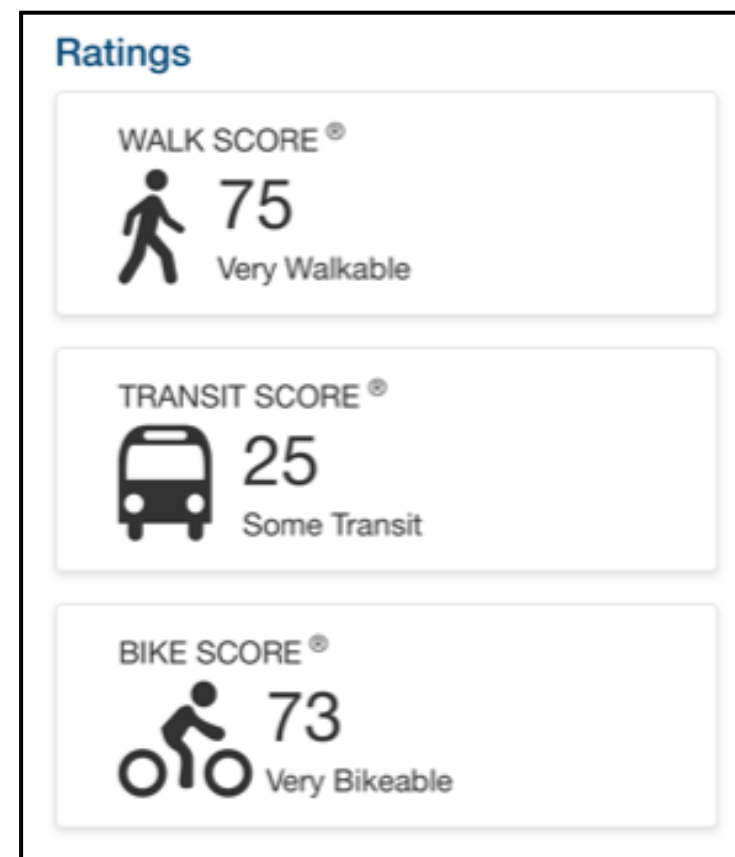 Ratings
WALK SCORE ®
75
Very Walkable
TRANSIT SCORE ®
25
Some Transit
BIKE SCORE ®
73
Very Bikeable